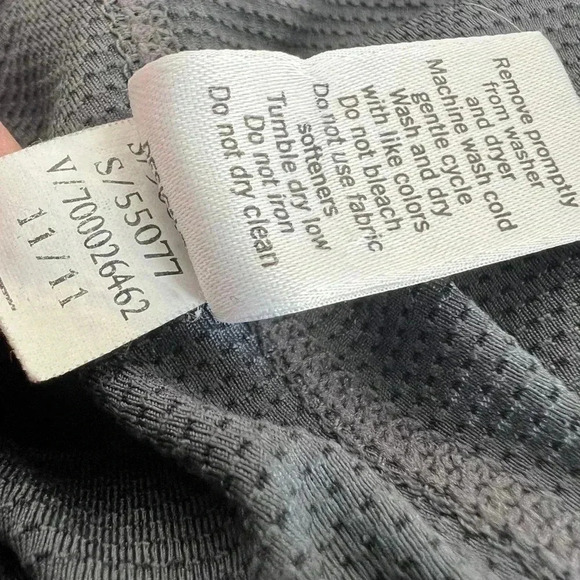 Remove promptly
from washer
and dryer
Machine wash cold
gentle cycle
Wash and dry
with like colors
Do not bleach
Do not use fabric
softeners
Tumble dry low
Do not iron
Do not dry clean
S/55077
V/700026462
11/11